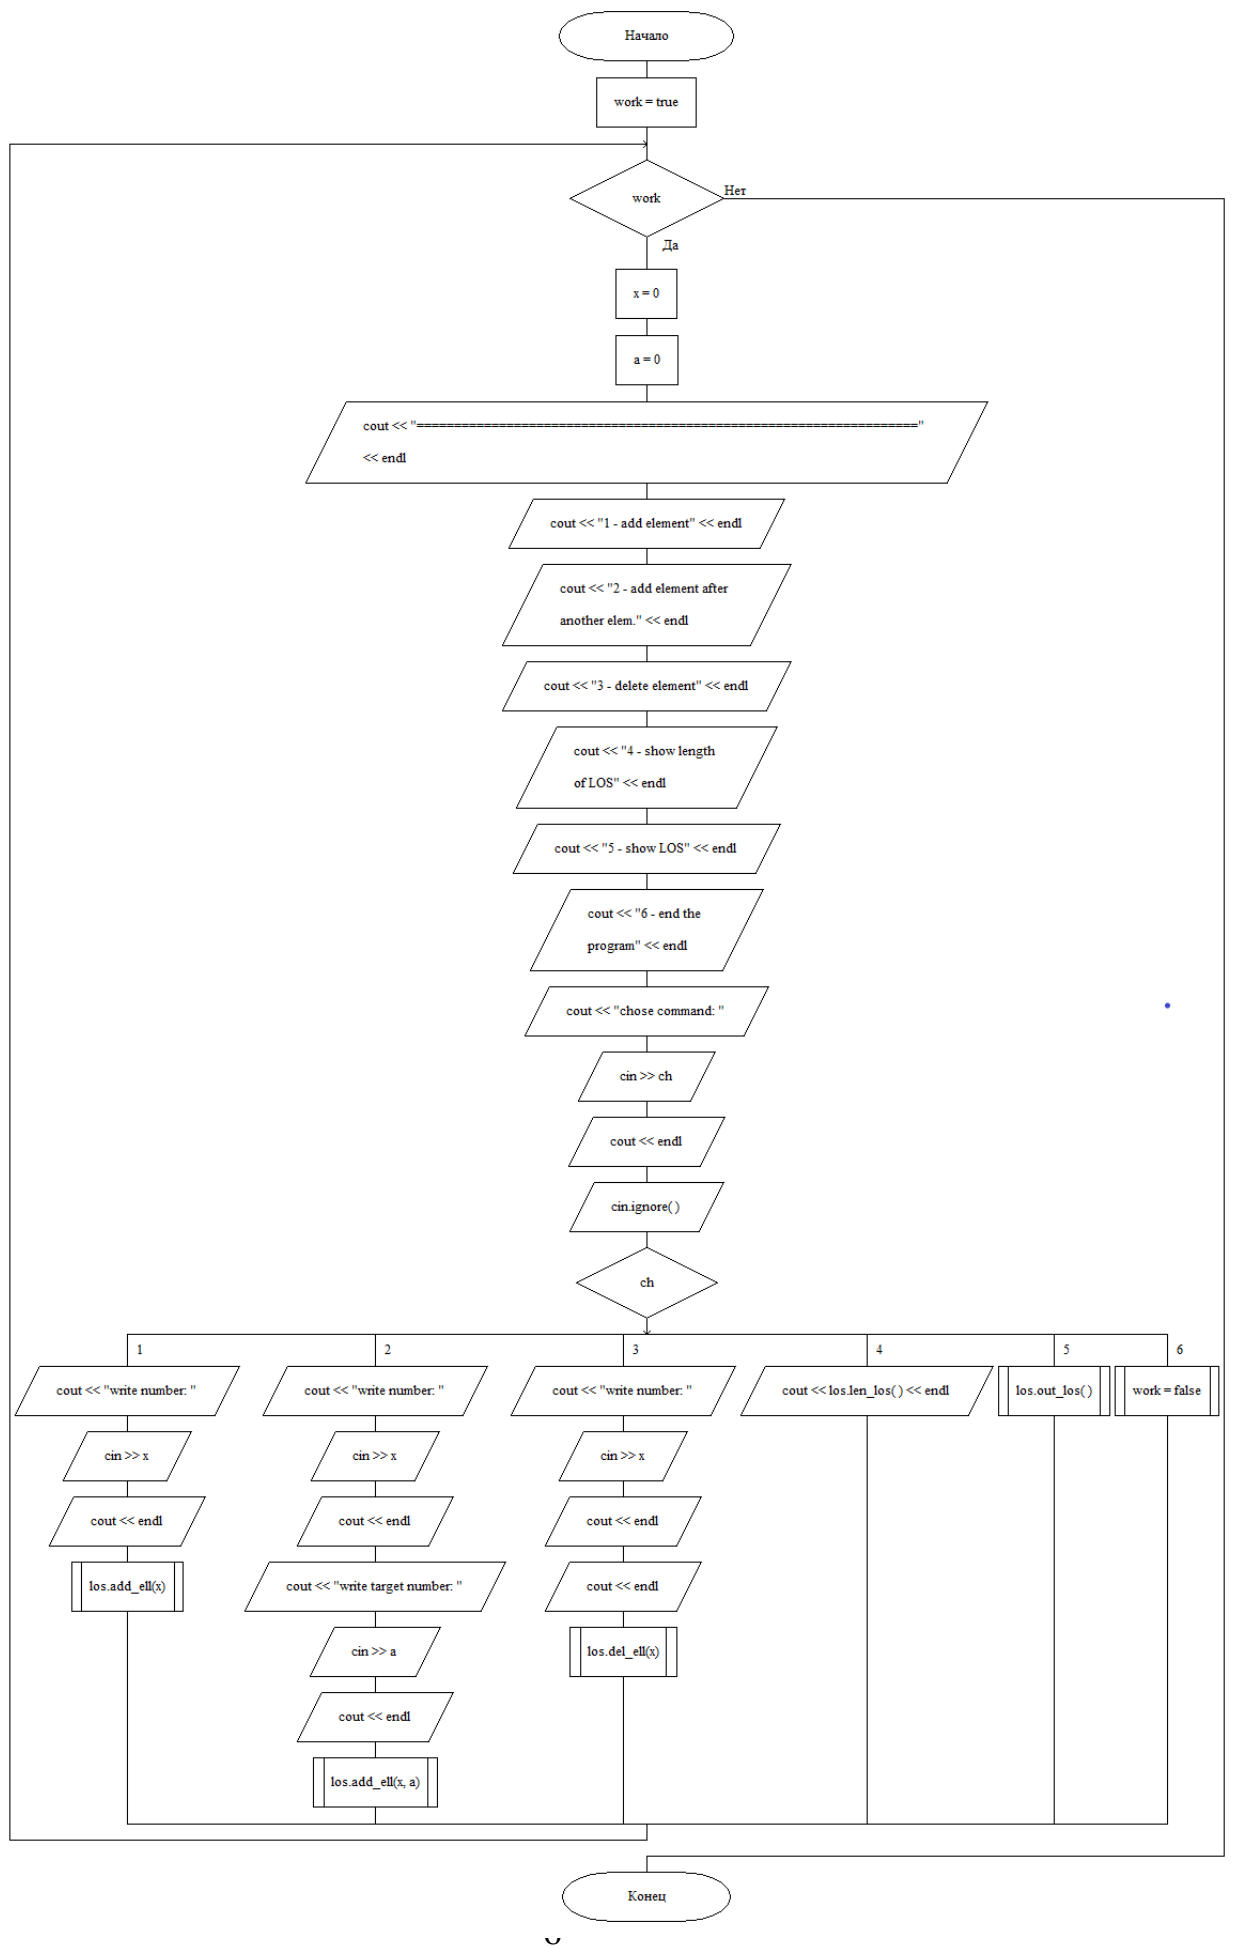 Начало
work = true
work
Нет
Да
x = 0
a = 0
cout << "==================================================================="
<< endl
cout << "1 - add element" << endl
cout << "2 - add element after
another elem." << endl
cout << "3 - delete element" << endl
cout << "4 - show length
of LOS" << endl
cout << "5 - show LOS" << endl
cout << "6 - end the
program" << endl
cout << "chose command: "
cin >> ch
cout << endl
cin.ignore( )
ch
1
2
3
4
5
6
cout << "write number: "
cout << "write number: "
cout << "write number: "
cout << los.len_los( ) << endl
los.out_los( )
work = false
cin >> x
cin >> x
cin >> x
cout << endl
cout << endl
cout << endl
los.add_ell(x)
cout << "write target number: "
cout << endl
cin >> a
los.del_ell(x)
cout << endl
los.add_ell(x, a)
Конец